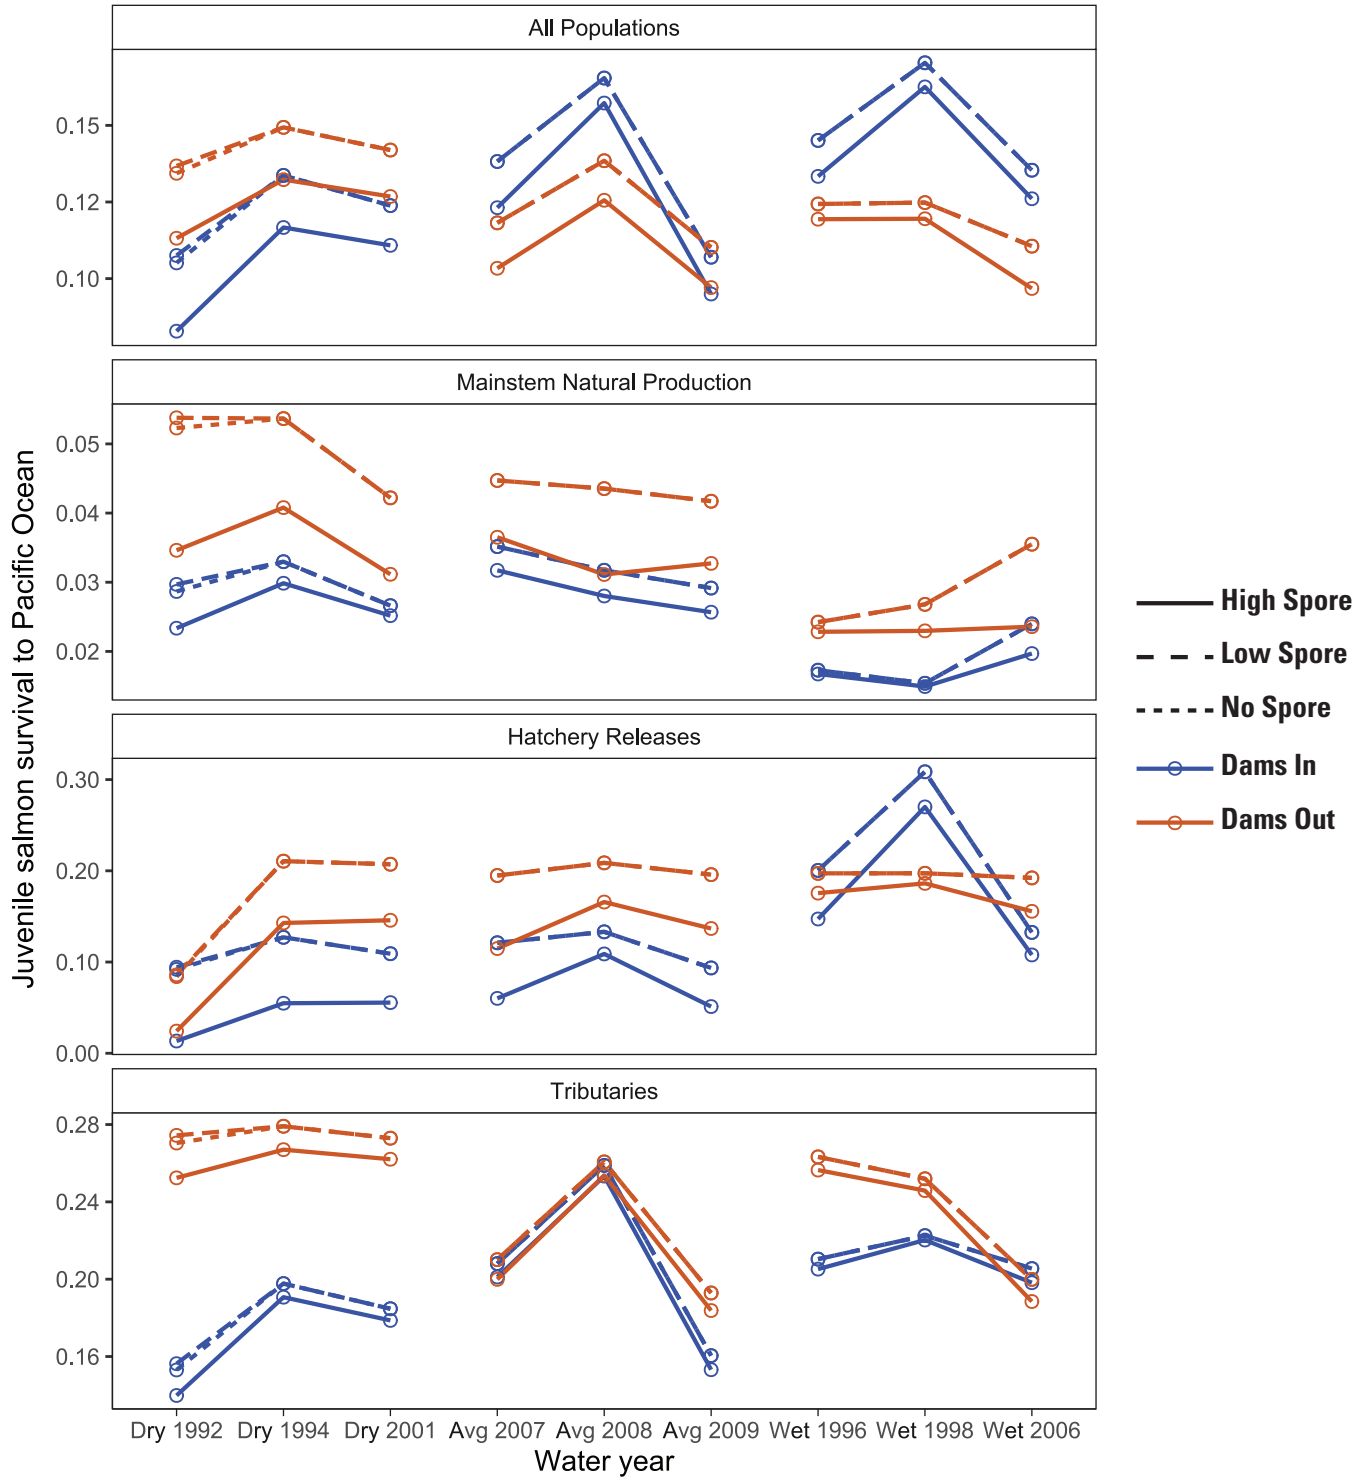 All Populations
0.15
0.12
0.10
Mainstem Natural Production
0.05
0.04
0.03
0.02
Hatchery Releases
0.30
0.20
0.10
0.00
Tributaries
0.28
0.24
0.20
0.16
Juvenile salmon survival to Pacific Ocean
Dry 1992 Dry 1994 Dry 2001 Avg 2007 Avg 2008 Avg 2009 Wet 1996 Wet 1998 Wet 2006
Water year
High Spore
Low Spore
No Spore
Dams In
Dams Out